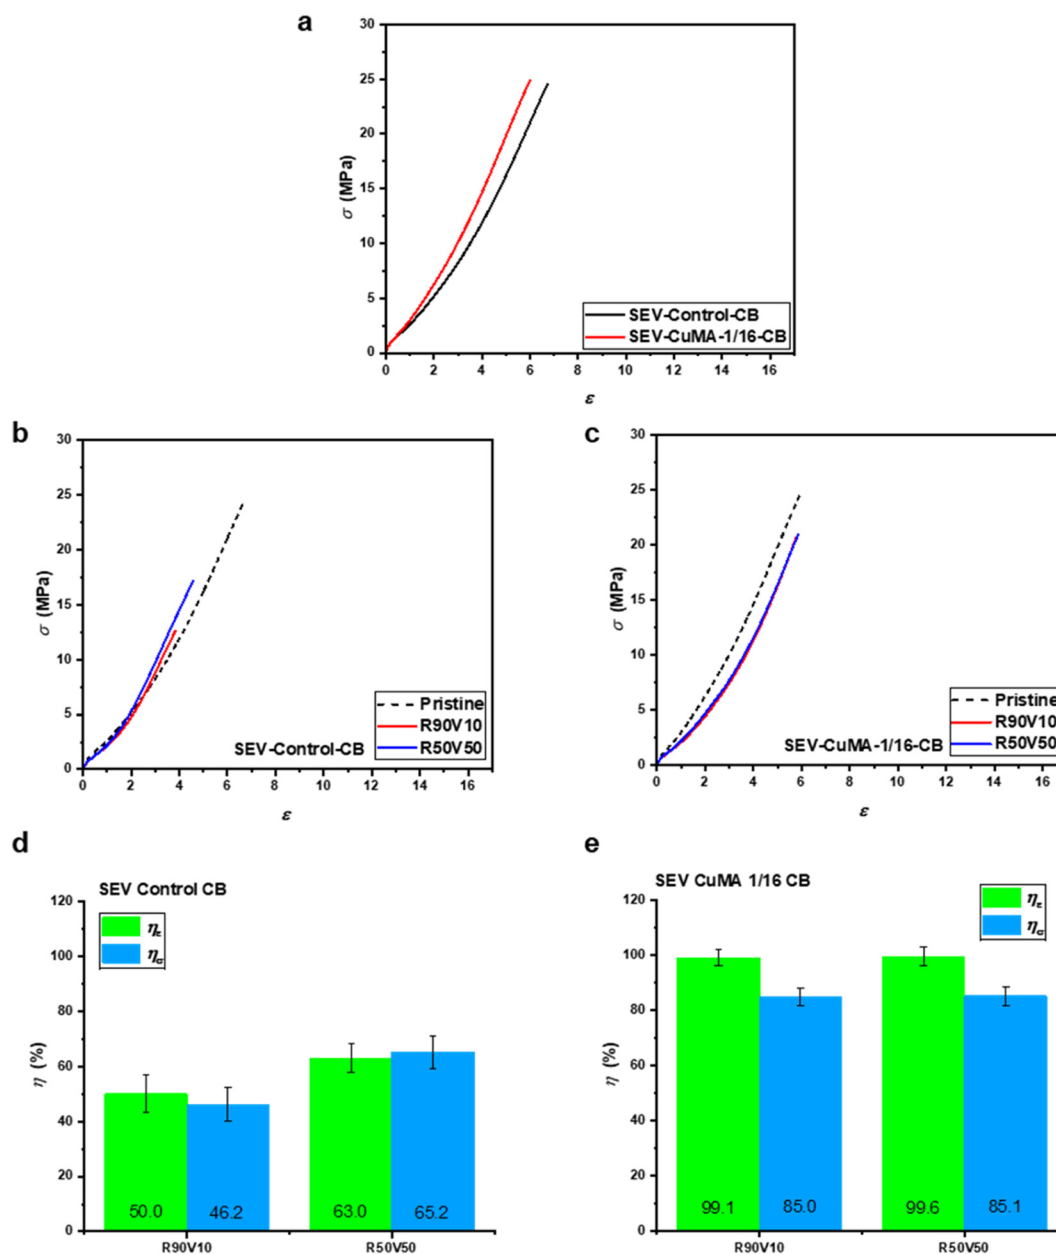 a
30
25
20
15
10
5
0
σ (MPa)
0 2 4 6 8 10 12 14 16
ε
SEV-Control-CB
SEV-CuMA-1/16-CB
b
30
25
20
15
10
5
0
σ (MPa)
0 2 4 6 8 10 12 14 16
ε
Pristine
R90V10
R50V50
SEV-Control-CB
c
30
25
20
15
10
5
0
σ (MPa)
0 2 4 6 8 10 12 14 16
ε
Pristine
R90V10
R50V50
SEV-CuMA-1/16-CB
d
SEV Control CB
ηε
ησ
120
100
80
60
40
20
0
η (%)
50.0 46.2 63.0 65.2
R90V10 R50V50
e
SEV CuMA 1/16 CB
ηε
ησ
120
100
80
60
40
20
0
η (%)
99.1 85.0 99.6 85.1
R90V10 R50V50